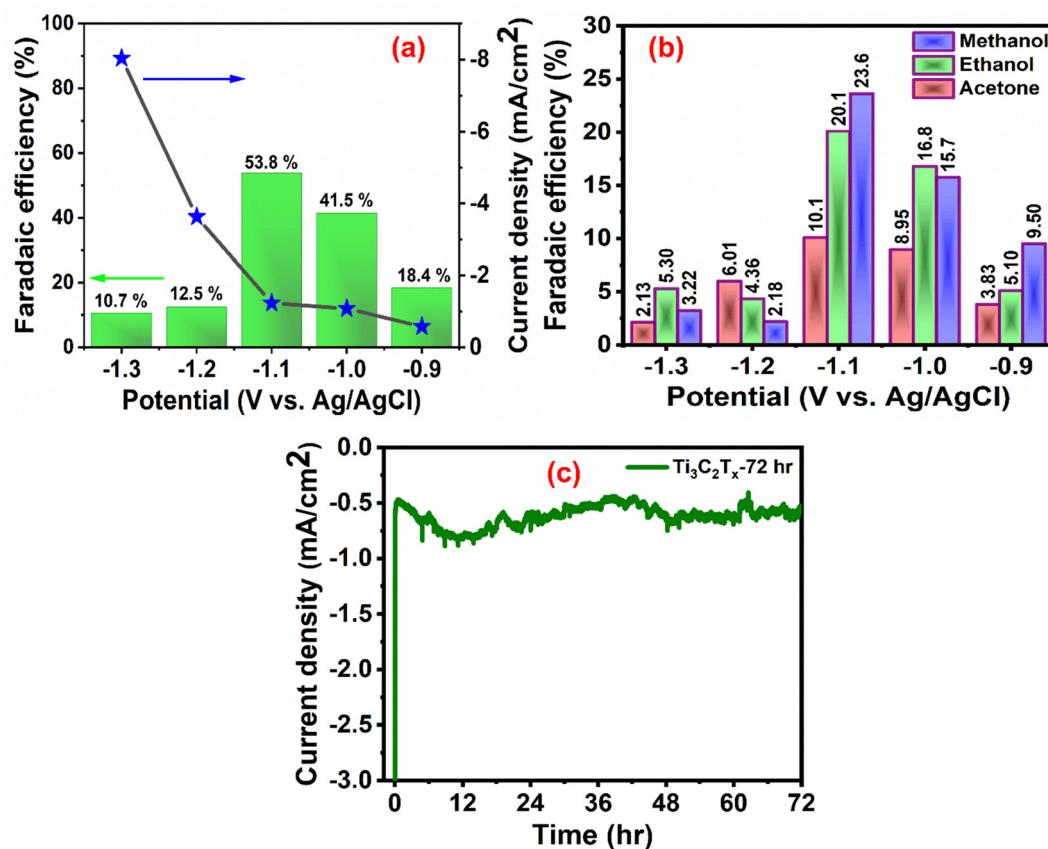 (a)
Faradaic efficiency (%)
100
80
60
40
20
0
10.7 %
12.5 %
53.8 %
41.5 %
18.4 %
-8
-6
-4
-2
0
Current density (mA/cm²)
-1.3 -1.2 -1.1 -1.0 -0.9
Potential (V vs. Ag/AgCl)
(b)
Faradaic efficiency (%)
30
25
20
15
10
5
0
Methanol
Ethanol
Acetone
2.13
5.30
3.22
6.01
4.36
2.18
10.1
20.1
23.6
8.95
16.8
15.7
3.83
5.10
9.50
-1.3 -1.2 -1.1 -1.0 -0.9
Potential (V vs. Ag/AgCl)
(c)
Ti₃C₂Tₓ-72 hr
Current density (mA/cm²)
0.0
-0.5
-1.0
-1.5
-2.0
-2.5
-3.0
0 12 24 36 48 60 72
Time (hr)